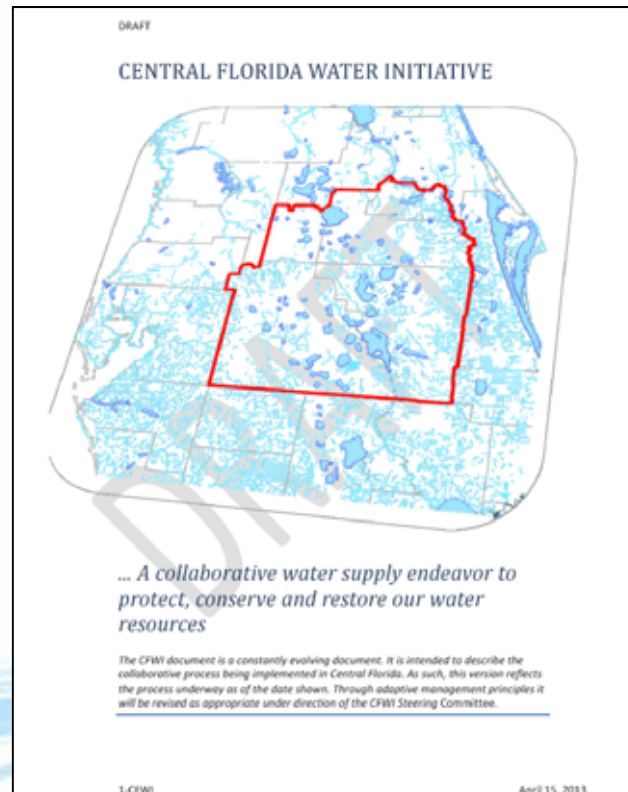 DRAFT
CENTRAL FLORIDA WATER INITIATIVE
DRAFT
... A collaborative water supply endeavor to
protect, conserve and restore our water
resources
The CFWI document is a constantly evolving document. It is intended to describe the
collaborative process being implemented in Central Florida. As such, this version reflects
the process underway as of the date shown. Through adaptive management principles it
will be revised as appropriate under direction of the CFWI Steering Committee.
1-CFWI April 15, 2013